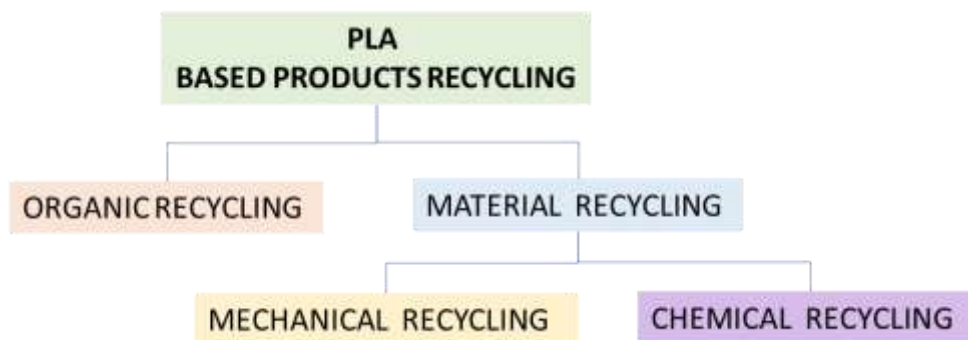 PLA
BASED PRODUCTS RECYCLING
ORGANIC RECYCLING
MATERIAL RECYCLING
MECHANICAL RECYCLING
CHEMICAL RECYCLING